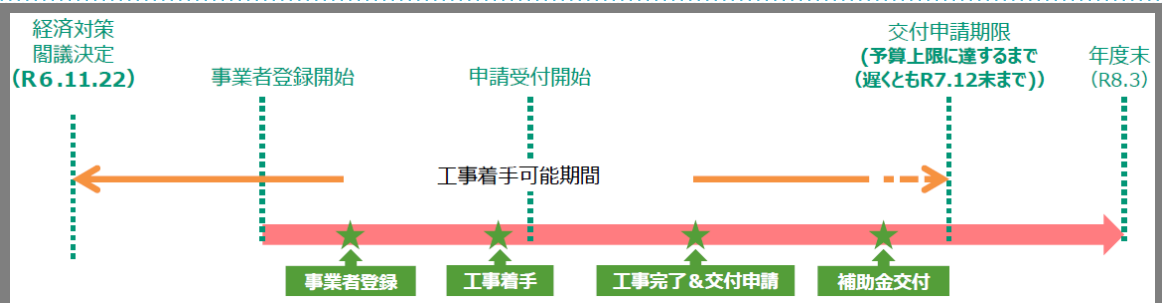 経済対策
閣議決定
（R６.11.22）
事業者登録開始
申請受付開始
交付申請期限
(予算上限に達するまで
（遅くともR7.12末まで）)
年度末
（R8.3）
工事着手可能期間
事業者登録
工事着手
工事完了＆交付申請
補助金交付